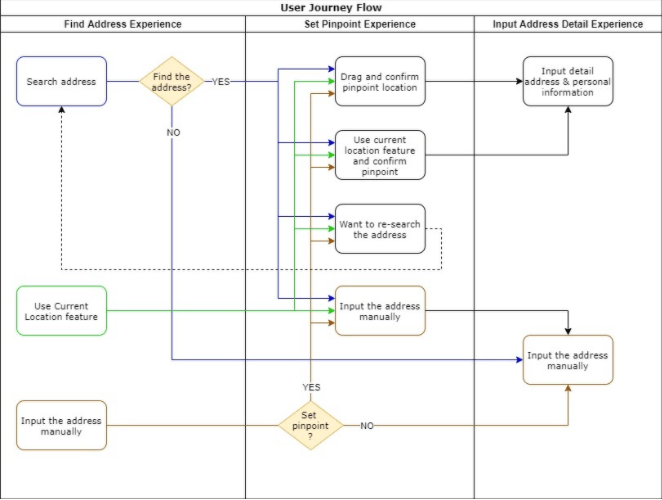 User Journey Flow
Find Address Experience
Set Pinpoint Experience
Input Address Detail Experience
Search address
Find the
address?
YES
NO
Drag and confirm
pinpoint location
Input detail
address & personal
information
Use current
location feature
and confirm
pinpoint
Want to re-search
the address
Use Current
Location feature
Input the address
manually
Input the address
manually
YES
Input the address
manually
Set
pinpoint
?
NO